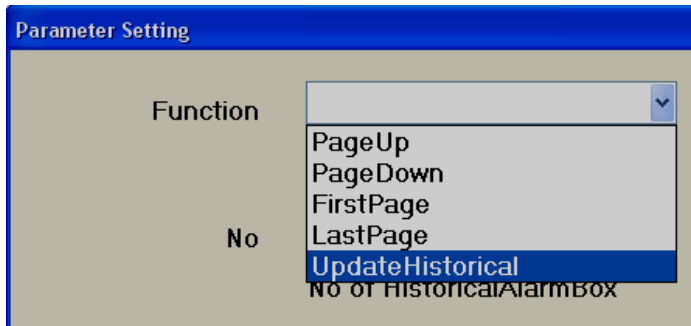 Parameter Setting
Function
PageUp
PageDown
FirstPage
No
LastPage
UpdateHistorical
No of HistoricalAlarmBox